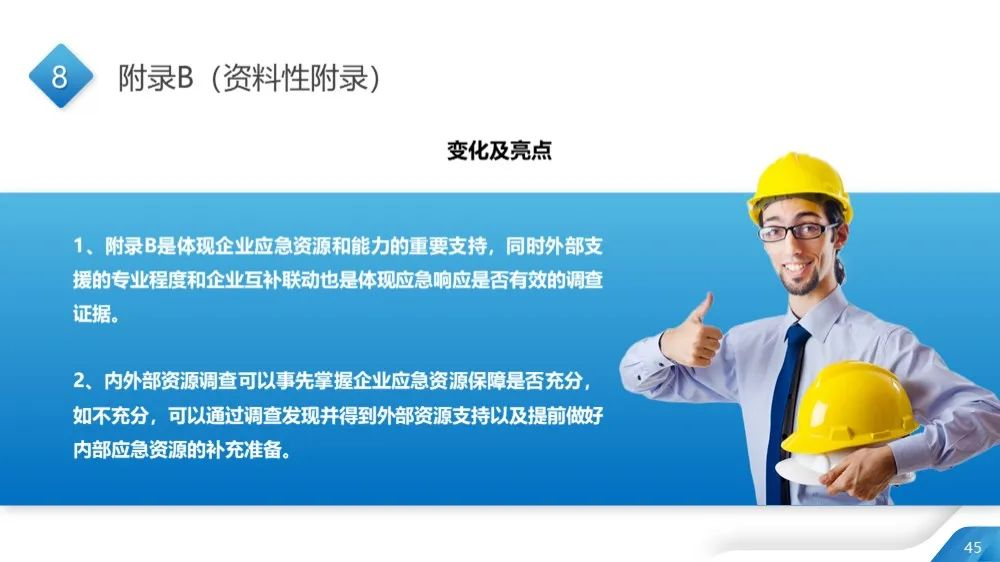 8
附录B（资料性附录）
变化及亮点
1、附录B是体现企业应急资源和能力的重要支持，同时外部支
援的专业程度和企业互补联动也是体现应急响应是否有效的调查
证据。
2、内外部资源调查可以事先掌握企业应急资源保障是否充分，
如不充分，可以通过调查发现并得到外部资源支持以及提前做好
内部应急资源的补充准备。
45